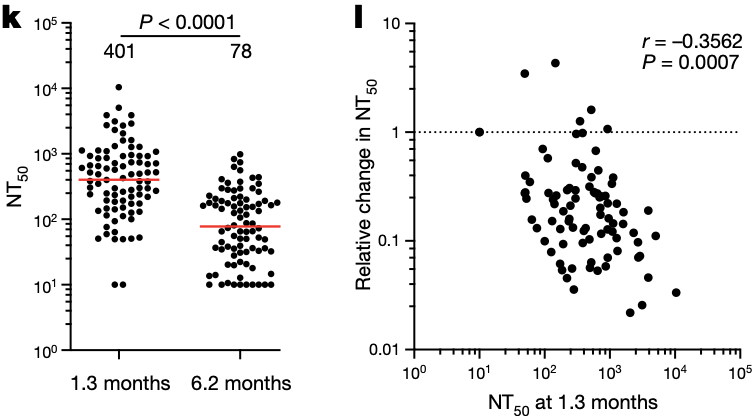 k
NT50
10⁵
10⁴
10³
10²
10¹
10⁰
P < 0.0001
401 78
1.3 months 6.2 months
l
Relative change in NT50
10
1
0.1
0.01
r = –0.3562
P = 0.0007
10⁰ 10¹ 10² 10³ 10⁴ 10⁵
NT50 at 1.3 months